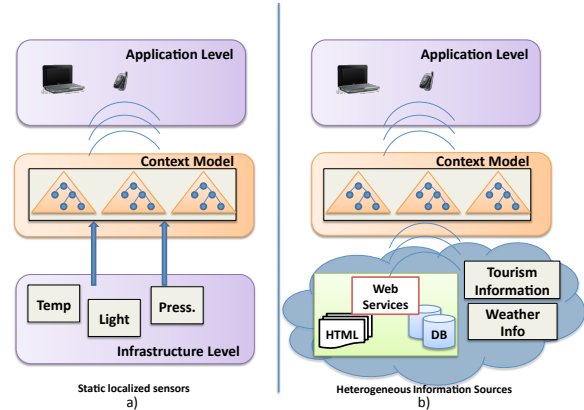 Application Level
Context Model
Temp
Light
Press.
Infrastructure Level
Static localized sensors
a)
Application Level
Context Model
Web
Services
HTML
DB
Tourism
Information
Weather
Info
Heterogeneous Information Sources
b)